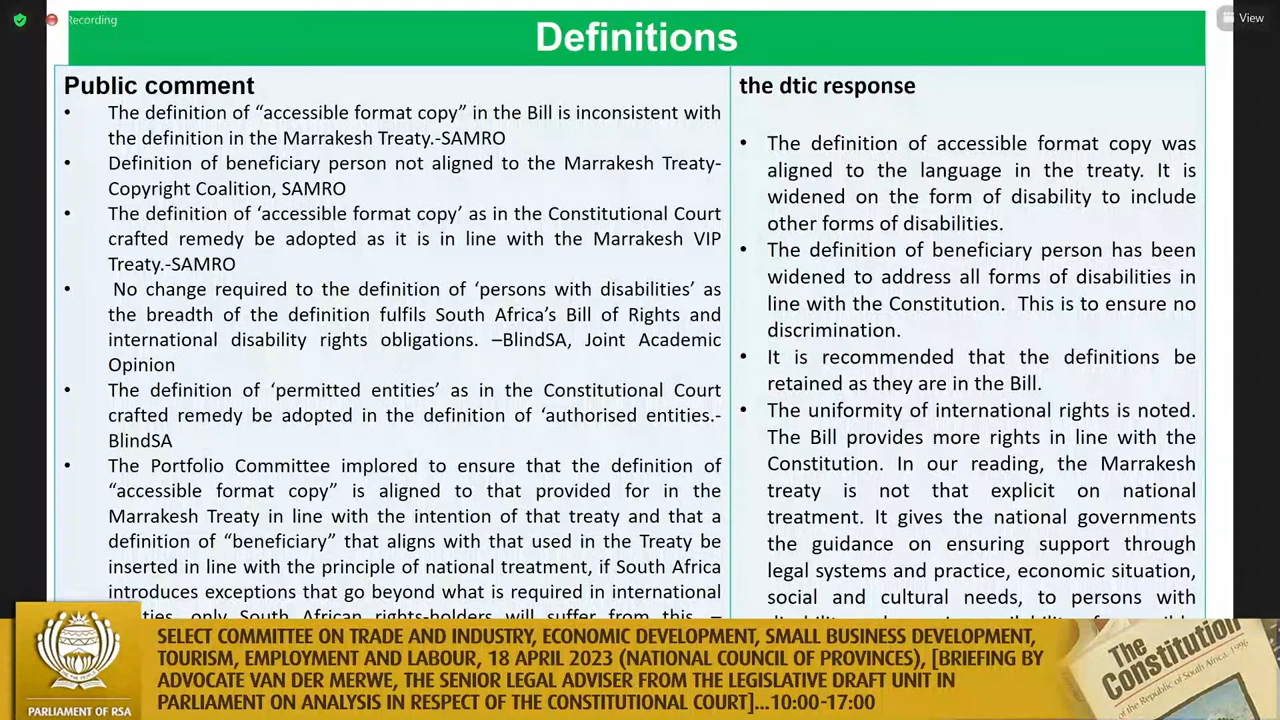 Recording
View
Definitions
Public comment
• The definition of “accessible format copy” in the Bill is inconsistent with
the definition in the Marrakesh Treaty.-SAMRO
• Definition of beneficiary person not aligned to the Marrakesh Treaty-
Copyright Coalition, SAMRO
• The definition of ‘accessible format copy’ as in the Constitutional Court
crafted remedy be adopted as it is in line with the Marrakesh VIP
Treaty.-SAMRO
• No change required to the definition of ‘persons with disabilities’ as
the breadth of the definition fulfils South Africa’s Bill of Rights and
international disability rights obligations. –BlindSA, Joint Academic
Opinion
• The definition of ‘permitted entities’ as in the Constitutional Court
crafted remedy be adopted in the definition of ‘authorised entities.-
BlindSA
• The Portfolio Committee implored to ensure that the definition of
“accessible format copy” is aligned to that provided for in the
Marrakesh Treaty in line with the intention of that treaty and that a
definition of “beneficiary” that aligns with that used in the Treaty be
inserted in line with the principle of national treatment, if South Africa
introduces exceptions that go beyond what is required in international
only South African rights-holders will suffer from this –
the dtic response
• The definition of accessible format copy was
aligned to the language in the treaty. It is
widened on the form of disability to include
other forms of disabilities.
• The definition of beneficiary person has been
widened to address all forms of disabilities in
line with the Constitution. This is to ensure no
discrimination.
• It is recommended that the definitions be
retained as they are in the Bill.
• The uniformity of international rights is noted.
The Bill provides more rights in line with the
Constitution. In our reading, the Marrakesh
treaty is not that explicit on national
treatment. It gives the national governments
the guidance on ensuring support through
legal systems and practice, economic situation,
social and cultural needs, to persons with
PARLIAMENT OF RSA
SELECT COMMITTEE ON TRADE AND INDUSTRY, ECONOMIC DEVELOPMENT, SMALL BUSINESS DEVELOPMENT,
TOURISM, EMPLOYMENT AND LABOUR, 18 APRIL 2023 (NATIONAL COUNCIL OF PROVINCES), [BRIEFING BY
ADVOCATE VAN DER MERWE, THE SENIOR LEGAL ADVISER FROM THE LEGISLATIVE DRAFT UNIT IN
PARLIAMENT ON ANALYSIS IN RESPECT OF THE CONSTITUTIONAL COURT]...10:00-17:00
The
Constitution
of the Republic of South Africa, 1996